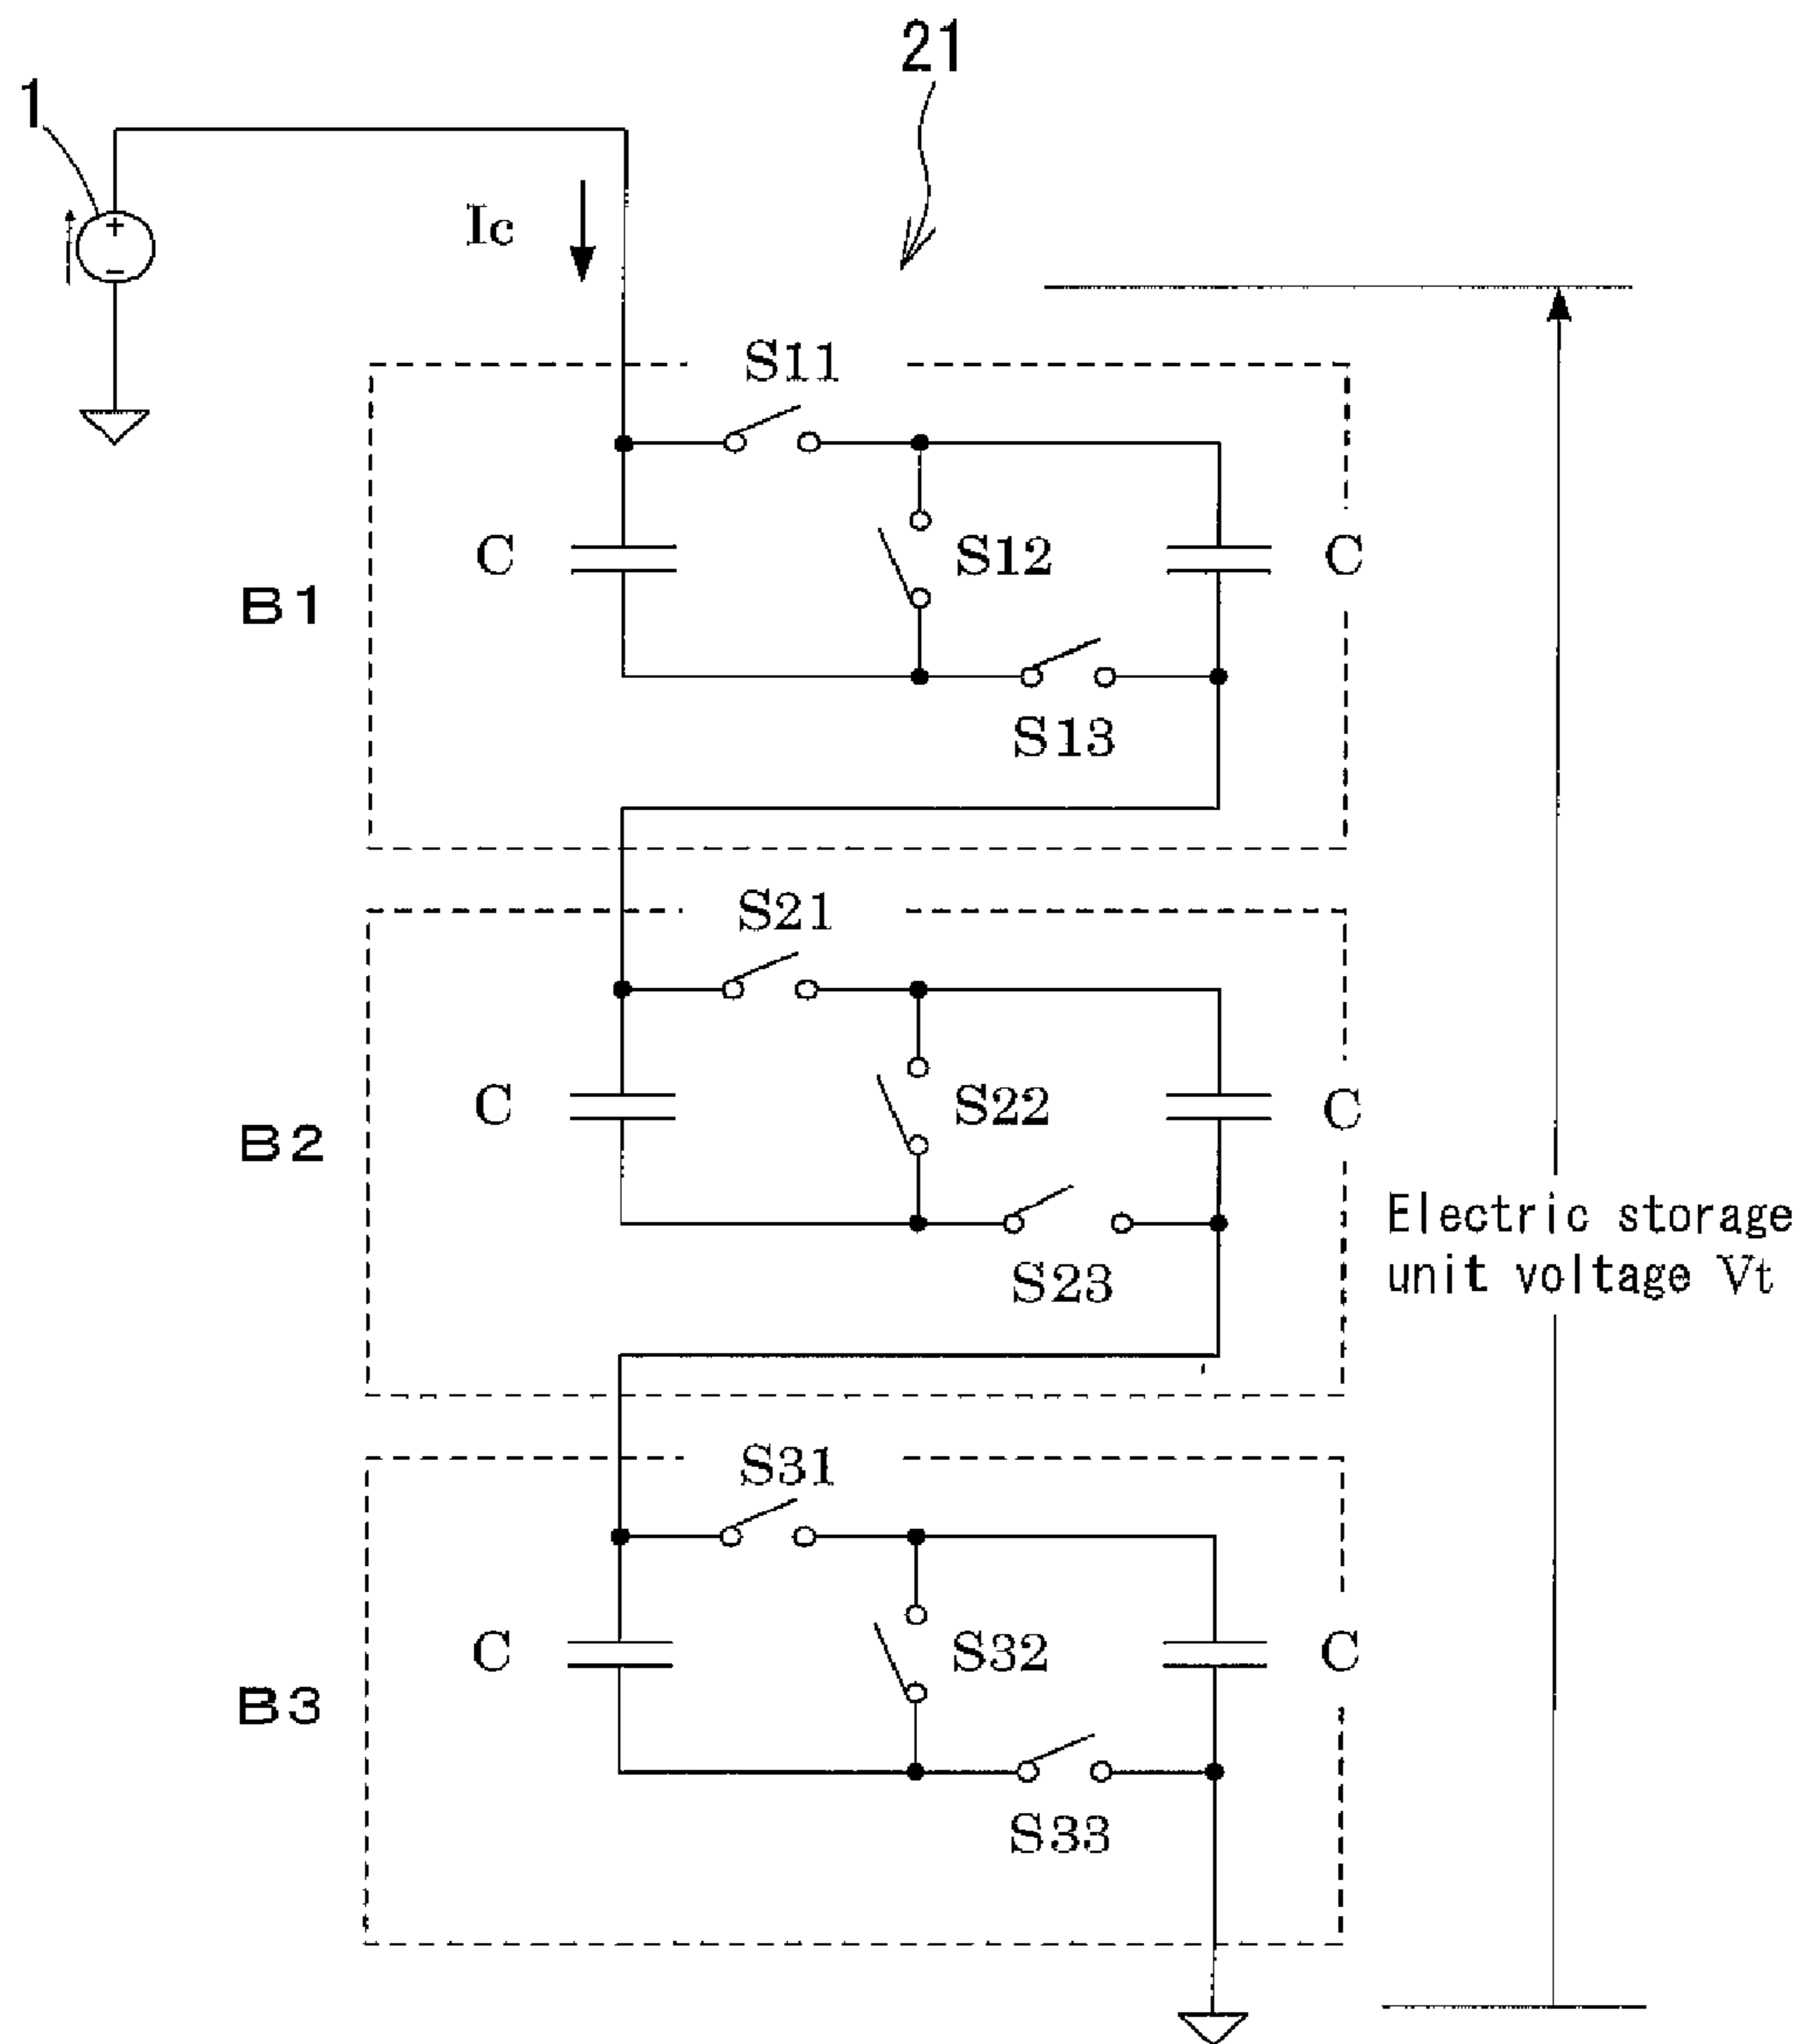 21
1
Ic
S11
C
S12
C
B1
S13
S21
C
S22
C
B2
Electric storage
unit voltage Vt
S23
S31
C
S32
C
B3
S33